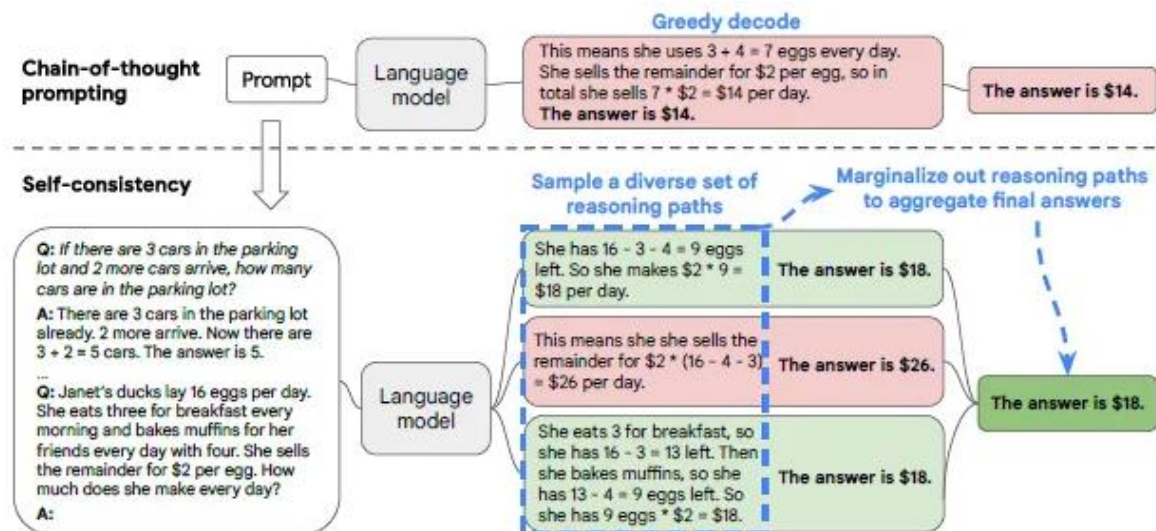 Greedy decode
Chain-of-thought
prompting
Prompt
Language
model
This means she uses 3 + 4 = 7 eggs every day.
She sells the remainder for $2 per egg, so in
total she sells 7 * $2 = $14 per day.
The answer is $14.
The answer is $14.
Self-consistency
Sample a diverse set of
reasoning paths
Marginalize out reasoning paths
to aggregate final answers
Q: If there are 3 cars in the parking
lot and 2 more cars arrive, how many
cars are in the parking lot?
A: There are 3 cars in the parking lot
already. 2 more arrive. Now there are
3 + 2 = 5 cars. The answer is 5.
...
Q: Janet's ducks lay 16 eggs per day.
She eats three for breakfast every
morning and bakes muffins for her
friends every day with four. She sells
the remainder for $2 per egg. How
much does she make every day?
A:
Language
model
She has 16 - 3 - 4 = 9 eggs
left. So she makes $2 * 9 =
$18 per day.
The answer is $18.
This means she she sells the
remainder for $2 * (16 - 4 - 3)
= $26 per day.
The answer is $26.
She eats 3 for breakfast, so
she has 16 - 3 = 13 left. Then
she bakes muffins, so she
has 13 - 4 = 9 eggs left. So
she has 9 eggs * $2 = $18.
The answer is $18.
The answer is $18.